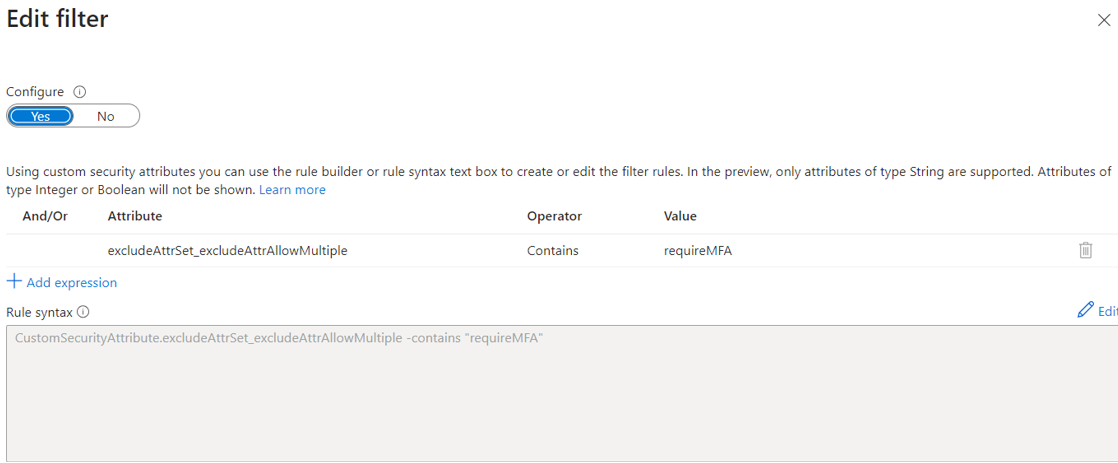 Edit filter
Configure
Yes No
Using custom security attributes you can use the rule builder or rule syntax text box to create or edit the filter rules. In the preview, only attributes of type String are supported. Attributes of
type Integer or Boolean will not be shown. Learn more
And/Or Attribute Operator Value
excludeAttrSet_excludeAttrAllowMultiple Contains requireMFA
Add expression
Rule syntax Edit
CustomSecurityAttribute.excludeAttrSet_excludeAttrAllowMultiple -contains "requireMFA"